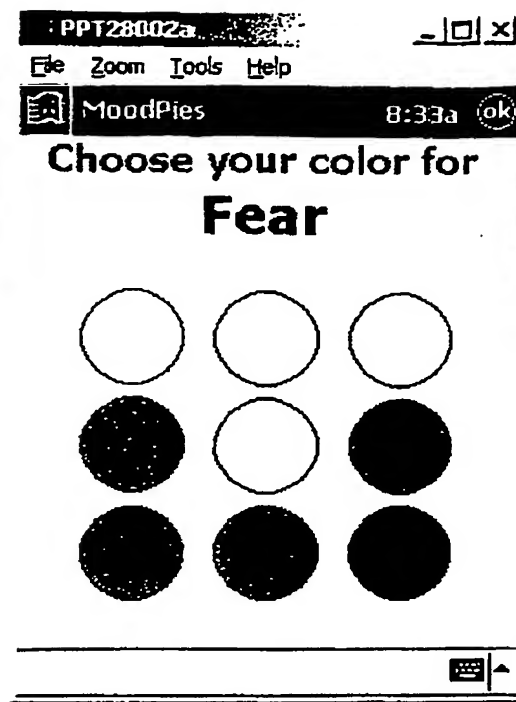 PPT28002a
File Zoom Tools Help
MoodPies 8:33a ok
Choose your color for
Fear